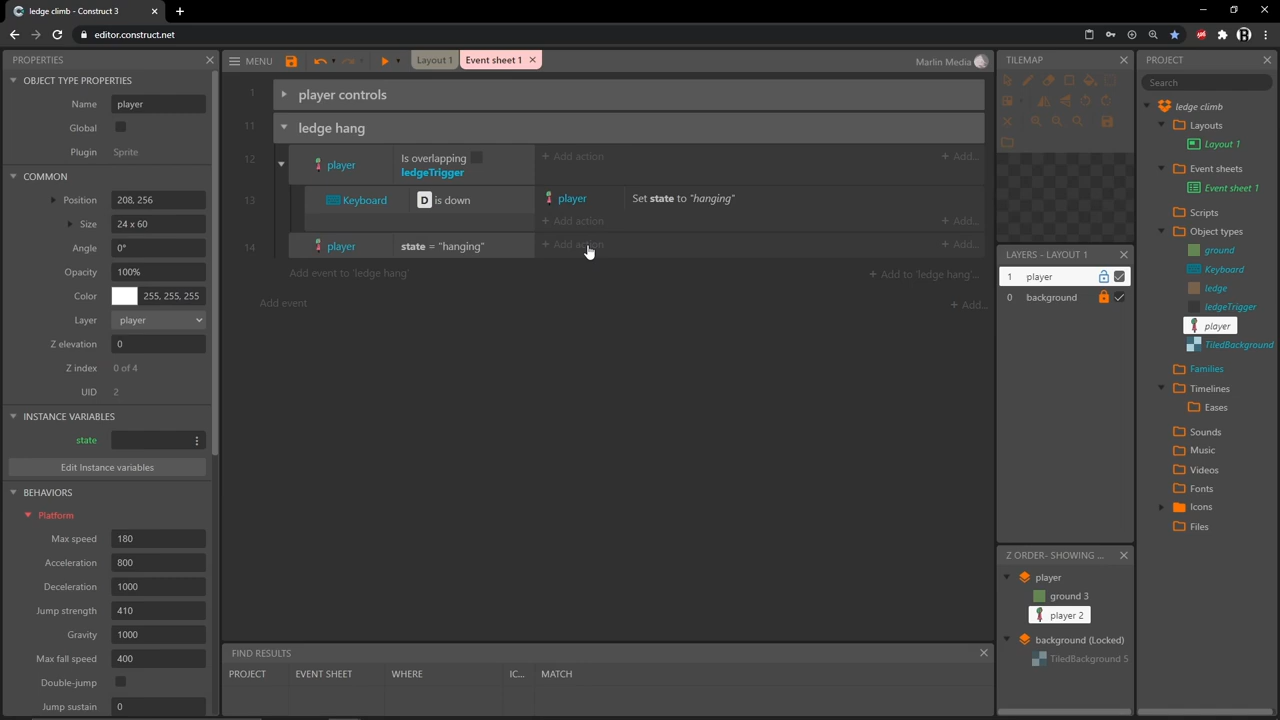 ledge climb - Construct 3
editor.construct.net
PROPERTIES
OBJECT TYPE PROPERTIES
Name player
Global
Plugin Sprite
COMMON
Position 208, 256
Size 24 x 60
Angle 0°
Opacity 100%
Color 255, 255, 255
Layer player
Z elevation 0
Z index 0 of 4
UID 2
INSTANCE VARIABLES
state
Edit Instance variables
BEHAVIORS
Platform
Max speed 180
Acceleration 800
Deceleration 1000
Jump strength 410
Gravity 1000
Max fall speed 400
Double-jump
Jump sustain 0
MENU Layout 1 Event sheet 1 Marlin Media
1 player controls
11 ledge hang
12 player Is overlapping ledgeTrigger + Add action + Add...
13 Keyboard D is down player Set state to "hanging"
+ Add action + Add...
14 player state = "hanging" + Add action + Add...
Add event to 'ledge hang' + Add to 'ledge hang'...
Add event + Add...
FIND RESULTS
PROJECT EVENT SHEET WHERE IC... MATCH
TILEMAP
LAYERS - LAYOUT 1
1 player
0 background
Z ORDER- SHOWING ...
player
ground 3
player 2
background (Locked)
TiledBackground 5
PROJECT
Search
ledge climb
Layouts
Layout 1
Event sheets
Event sheet 1
Scripts
Object types
ground
Keyboard
ledge
ledgeTrigger
player
TiledBackground
Families
Timelines
Eases
Sounds
Music
Videos
Fonts
Icons
Files